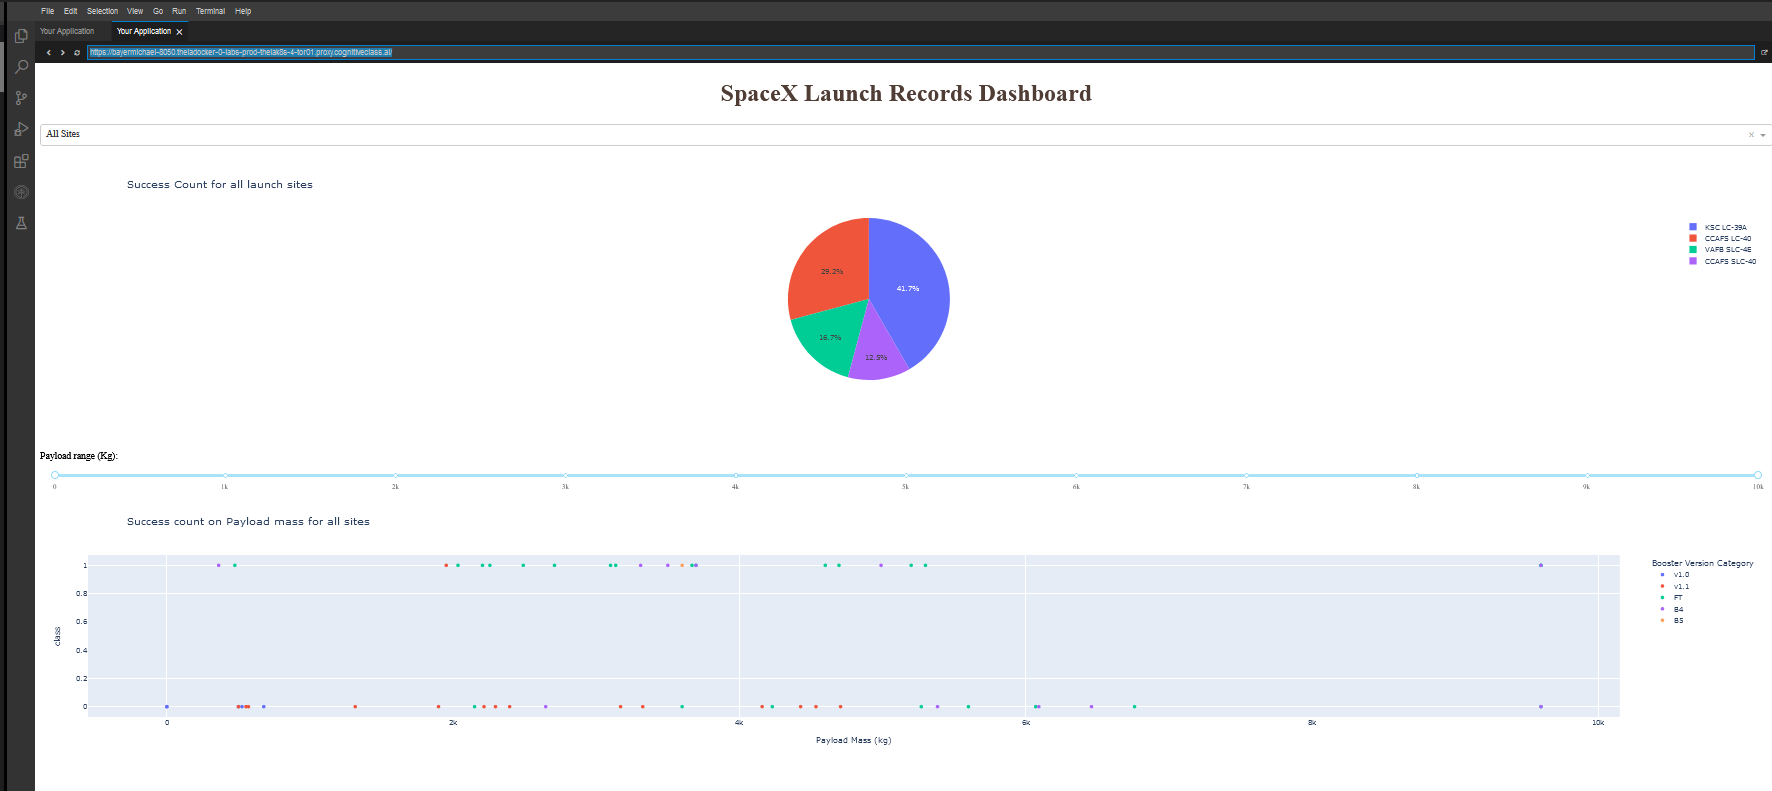 File Edit Selection View Go Run Terminal Help
Your Application Your Application
https://bayermichael-8050.theiadocker-0-labs-prod-theiak8s-4-tor01.proxy.cognitiveclass.ai/
SpaceX Launch Records Dashboard
All Sites
Success Count for all launch sites
KSC LC-39A
CCAFS LC-40
VAFB SLC-4E
CCAFS SLC-40
29.2%
41.7%
16.7%
12.5%
Payload range (Kg):
0 1k 2k 3k 4k 5k 6k 7k 8k 9k 10k
Success count on Payload mass for all sites
Booster Version Category
v1.0
v1.1
FT
B4
B5
1
0.8
0.6
0.4
0.2
0
class
0 2k 4k 6k 8k 10k
Payload Mass (kg)